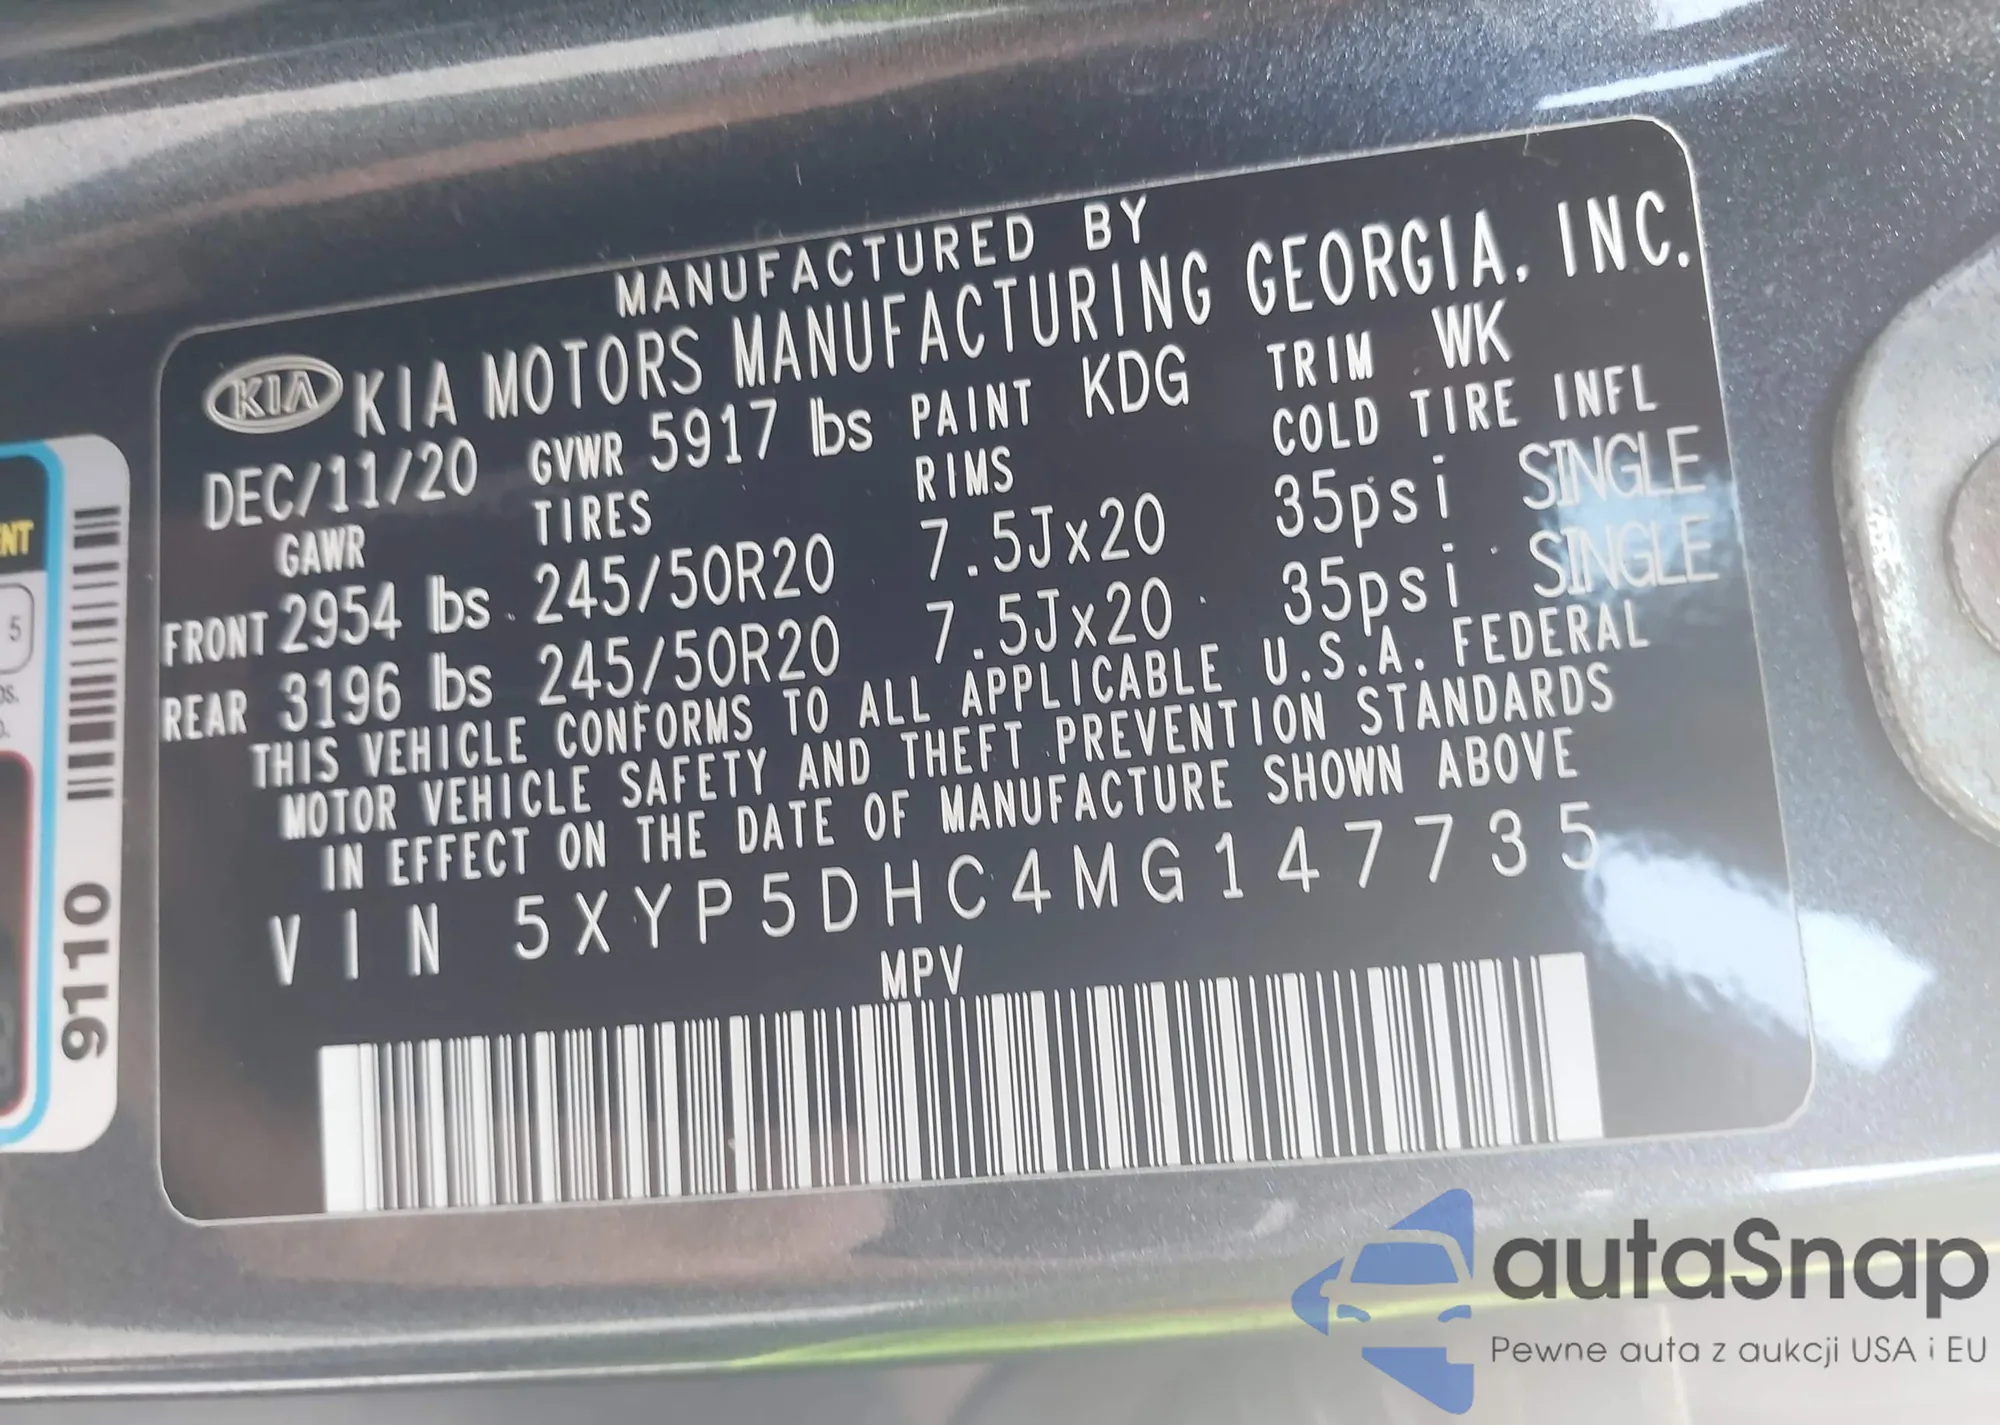 MANUFACTURED BY
KIA KIA MOTORS MANUFACTURING GEORGIA, INC.
DEC/11/20 GVWR 5917 lbs PAINT KDG TRIM WK
GAWR TIRES RIMS COLD TIRE INFL
FRONT 2954 lbs 245/50R20 7.5Jx20 35psi SINGLE
REAR 3196 lbs 245/50R20 7.5Jx20 35psi SINGLE
THIS VEHICLE CONFORMS TO ALL APPLICABLE U.S.A. FEDERAL
MOTOR VEHICLE SAFETY AND THEFT PREVENTION STANDARDS
IN EFFECT ON THE DATE OF MANUFACTURE SHOWN ABOVE
VIN 5XYP5DHC4MG147735
MPV
9110
5
autaSnap
Pewne auta z aukcji USA i EU